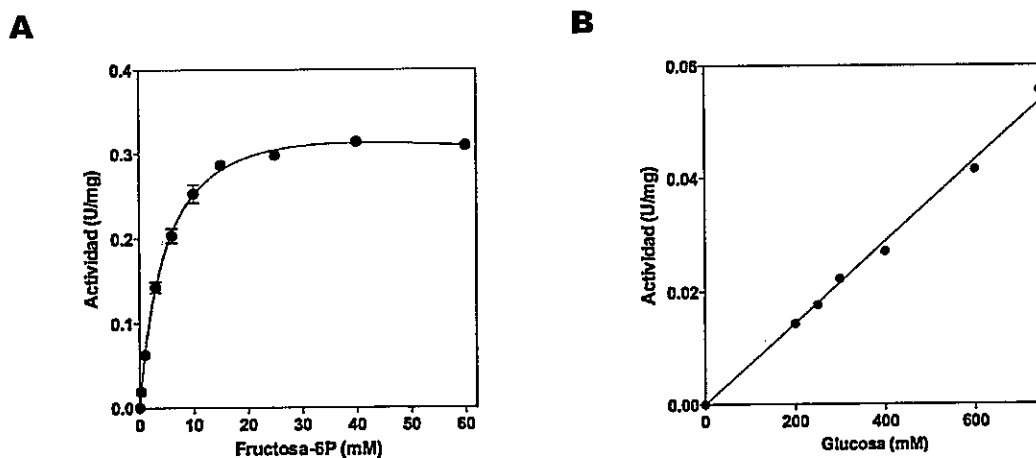 A
B
0.4
0.3
0.2
0.1
0.0
Actividad (U/mg)
0 10 20 30 40 50 60
Fructosa-6P (mM)
0.06
0.04
0.02
0.00
Actividad (U/mg)
0 200 400 600
Glucosa (mM)